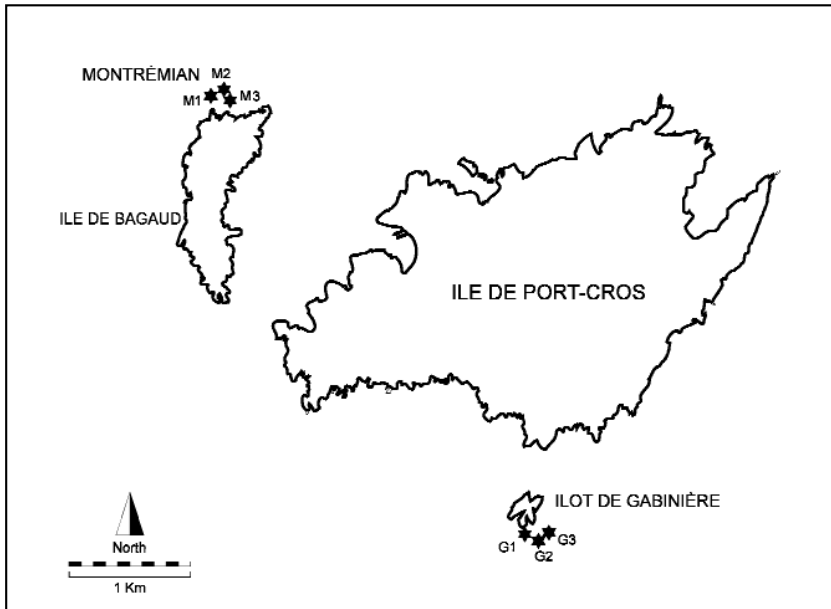 MONTRÉMIAN
M2
M1
M3
ILE DE BAGAUD
ILE DE PORT-CROS
ILOT DE GABINIÈRE
G1
G2
G3
North
1 Km